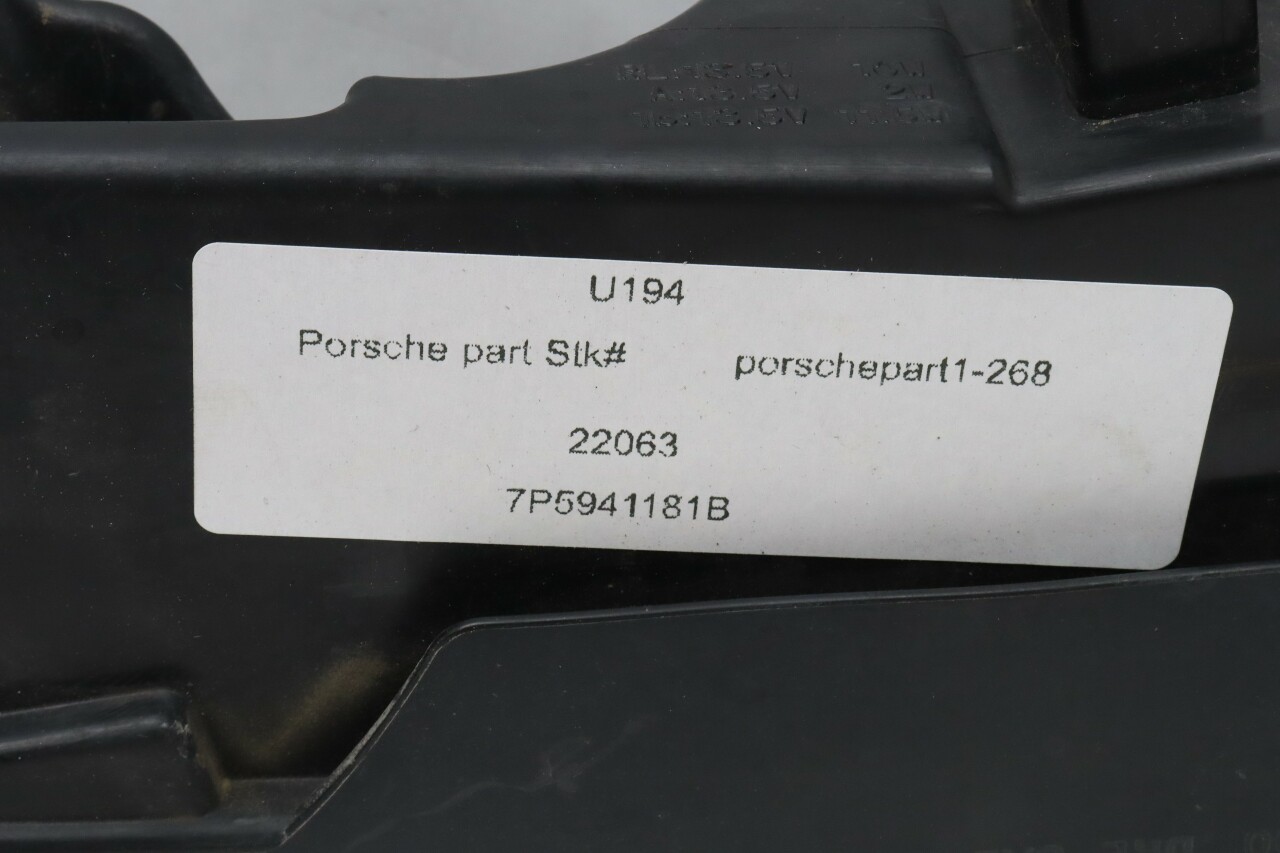 U194
Porsche part Stk# porschepart1-268
22063
7P5941181B